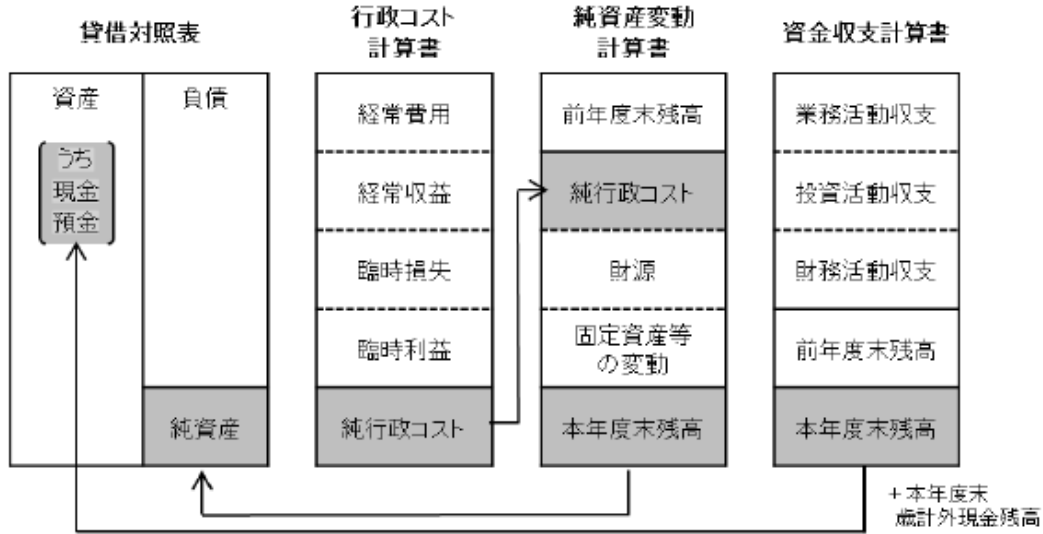 貸借対照表
資産
うち
現金
預金
負債
純資産
行政コスト
計算書
経常費用
経常収益
臨時損失
臨時利益
純行政コスト
純資産変動
計算書
前年度末残高
純行政コスト
財源
固定資産等
の変動
本年度末残高
資金収支計算書
業務活動収支
投資活動収支
財務活動収支
前年度末残高
本年度末残高
+本年度末
歳計外現金残高